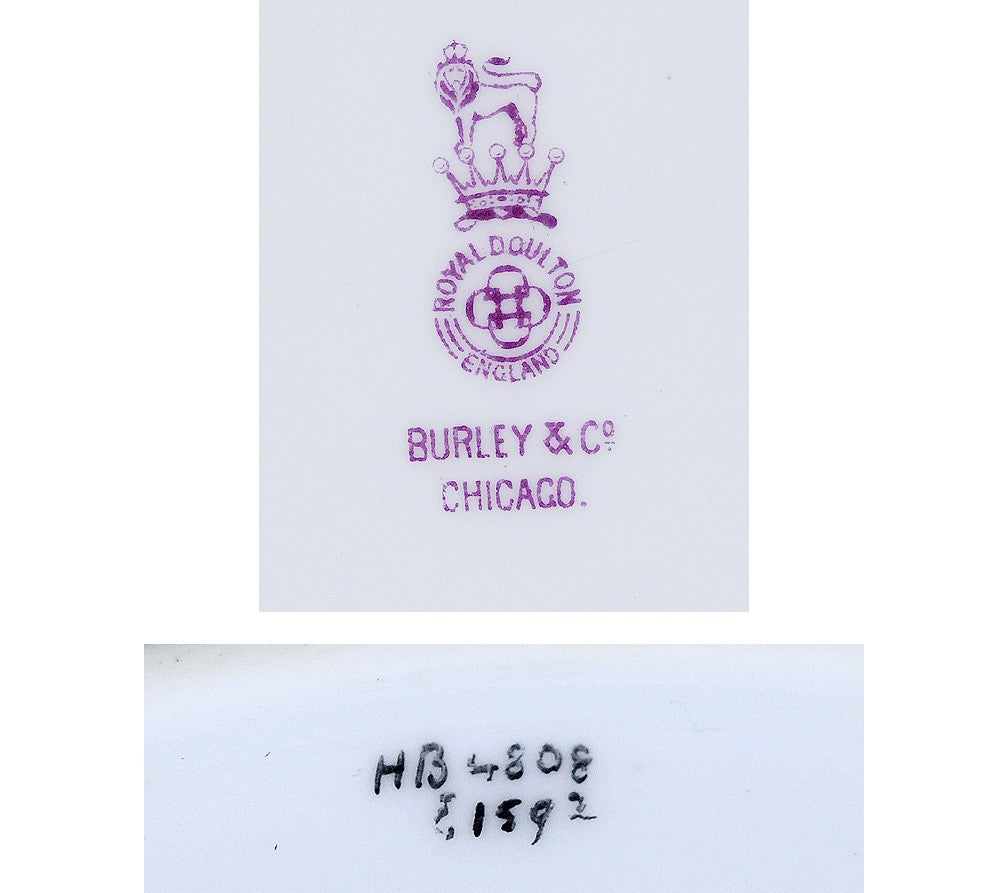 ROYAL DOULTON
ENGLAND
BURLEY & Cº
CHICAGO.
HB 4808